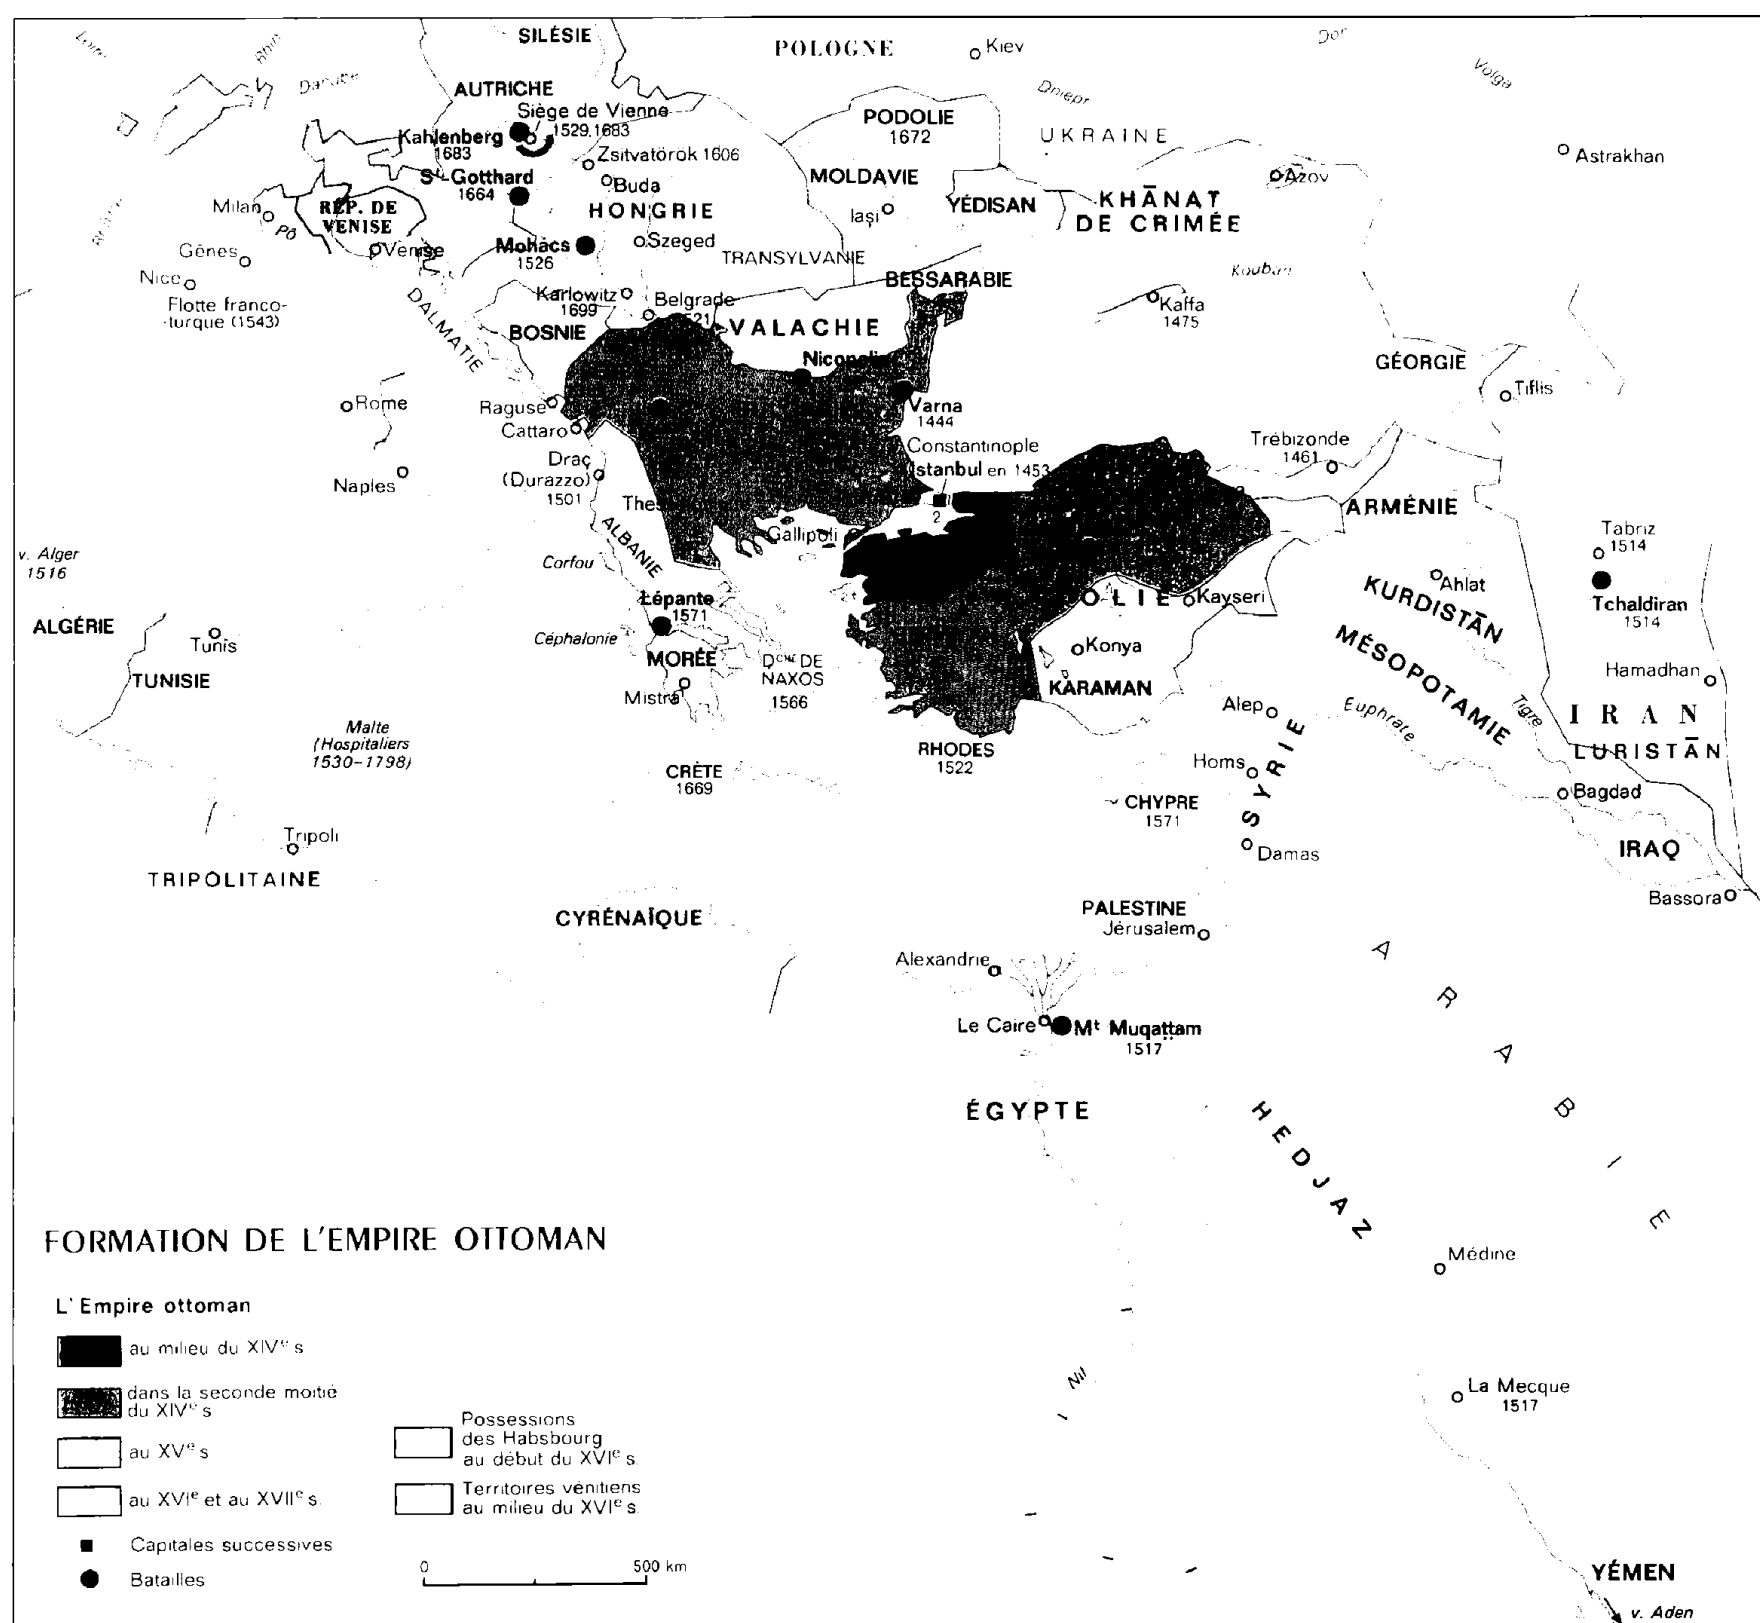 Loire
Rhin
Danube
SILÉSIE
POLOGNE
Kiev
Don
Volga
Dniepr
AUTRICHE
Siège de Vienne
1529, 1683
Kahlenberg
1683
Zsitvatörök 1606
PODOLIE
1672
UKRAINE
Astrakhan
St-Gotthard
1664
Buda
HONGRIE
MOLDAVIE
Iaşi
YÉDISAN
KHĀNAT
DE CRIMÉE
Azov
Milan
Pô
RÉP. DE
VENISE
Venise
Gênes
Nice
Flotte franco-
-turque (1543)
Mohács
1526
Szeged
TRANSYLVANIE
BESSARABIE
Kouban
Kaffa
1475
DALMATIE
Karlowitz
1699
Belgrade
BOSNIE
VALACHIE
GÉORGIE
Tiflis
Rome
Naples
Raguse
Cattaro
Varna
1444
Constantinople
Istanbul en 1453
2
Trébizonde
1461
Draç
(Durazzo)
1501
ALBANIE
Gallipoli
ARMÉNIE
Tabriz
1514
v. Alger
1516
Corfou
Ahlat
KURDISTĀN
Tchaldiran
1514
ALGÉRIE
Tunis
TUNISIE
Lépante
1571
Céphalonie
MORÉE
Mistra
Dché DE
NAXOS
1566
Kayseri
Konya
KARAMAN
MÉSOPOTAMIE
Hamadhan
Alep
Euphrate
Tigre
IRAN
LURISTĀN
Malte
(Hospitaliers
1530-1798)
CRÈTE
1669
RHODES
1522
Homs
SYRIE
CHYPRE
1571
Bagdad
Tripoli
TRIPOLITAINE
Damas
IRAQ
Bassora
CYRÉNAÏQUE
PALESTINE
Jérusalem
Alexandrie
Le Caire
Mt Muqaṭṭam
1517
ARABIE
ÉGYPTE
HEDJAZ
Médine
Nil
La Mecque
1517
YÉMEN
v. Aden
FORMATION DE L'EMPIRE OTTOMAN
L'Empire ottoman
au milieu du XIVe s
dans la seconde moitié
du XIVe s
au XVe s
au XVIe et au XVIIe s.
Capitales successives
Batailles
Possessions
des Habsbourg
au début du XVIe s.
Territoires vénitiens
au milieu du XVIe s.
0 500 km